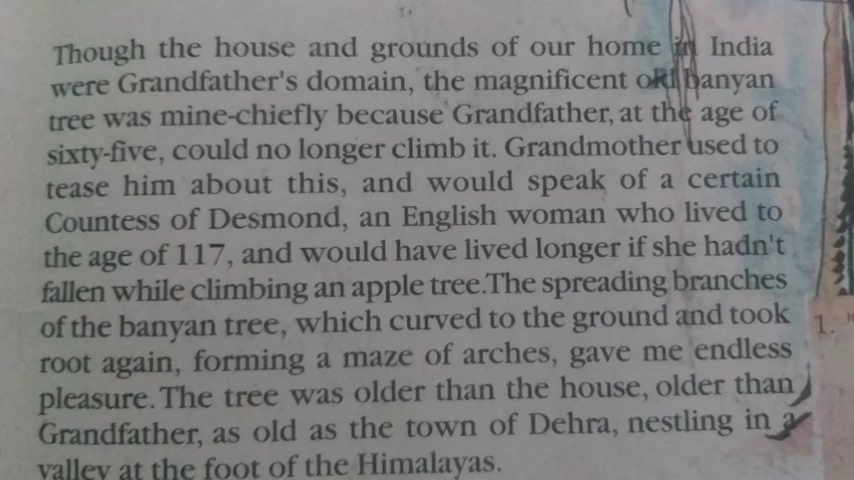 Though the house and grounds of our home in India
were Grandfather's domain, the magnificent old banyan
tree was mine-chiefly because Grandfather, at the age of
sixty-five, could no longer climb it. Grandmother used to
tease him about this, and would speak of a certain
Countess of Desmond, an English woman who lived to
the age of 117, and would have lived longer if she hadn't
fallen while climbing an apple tree.The spreading branches
of the banyan tree, which curved to the ground and took
root again, forming a maze of arches, gave me endless
pleasure. The tree was older than the house, older than
Grandfather, as old as the town of Dehra, nestling in a
valley at the foot of the Himalayas.
1. "